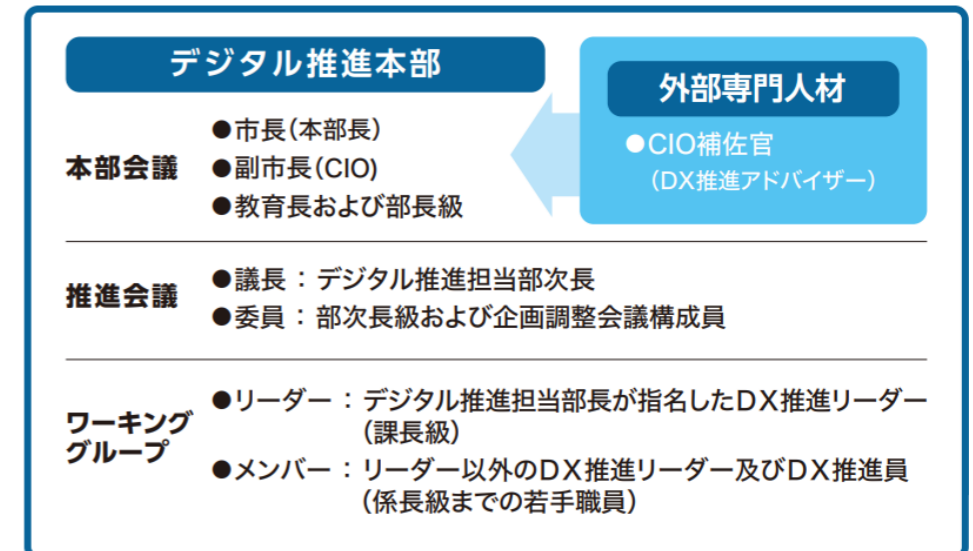 デジタル推進本部
外部専門人材
●CIO補佐官
（DX推進アドバイザー）
本部会議
●市長（本部長）
●副市長（CIO)
●教育長および部長級
推進会議
●議長：デジタル推進担当部次長
●委員：部次長級および企画調整会議構成員
ワーキング
グループ
●リーダー：デジタル推進担当部長が指名したDX推進リーダー
（課長級）
●メンバー：リーダー以外のDX推進リーダー及びDX推進員
（係長級までの若手職員）